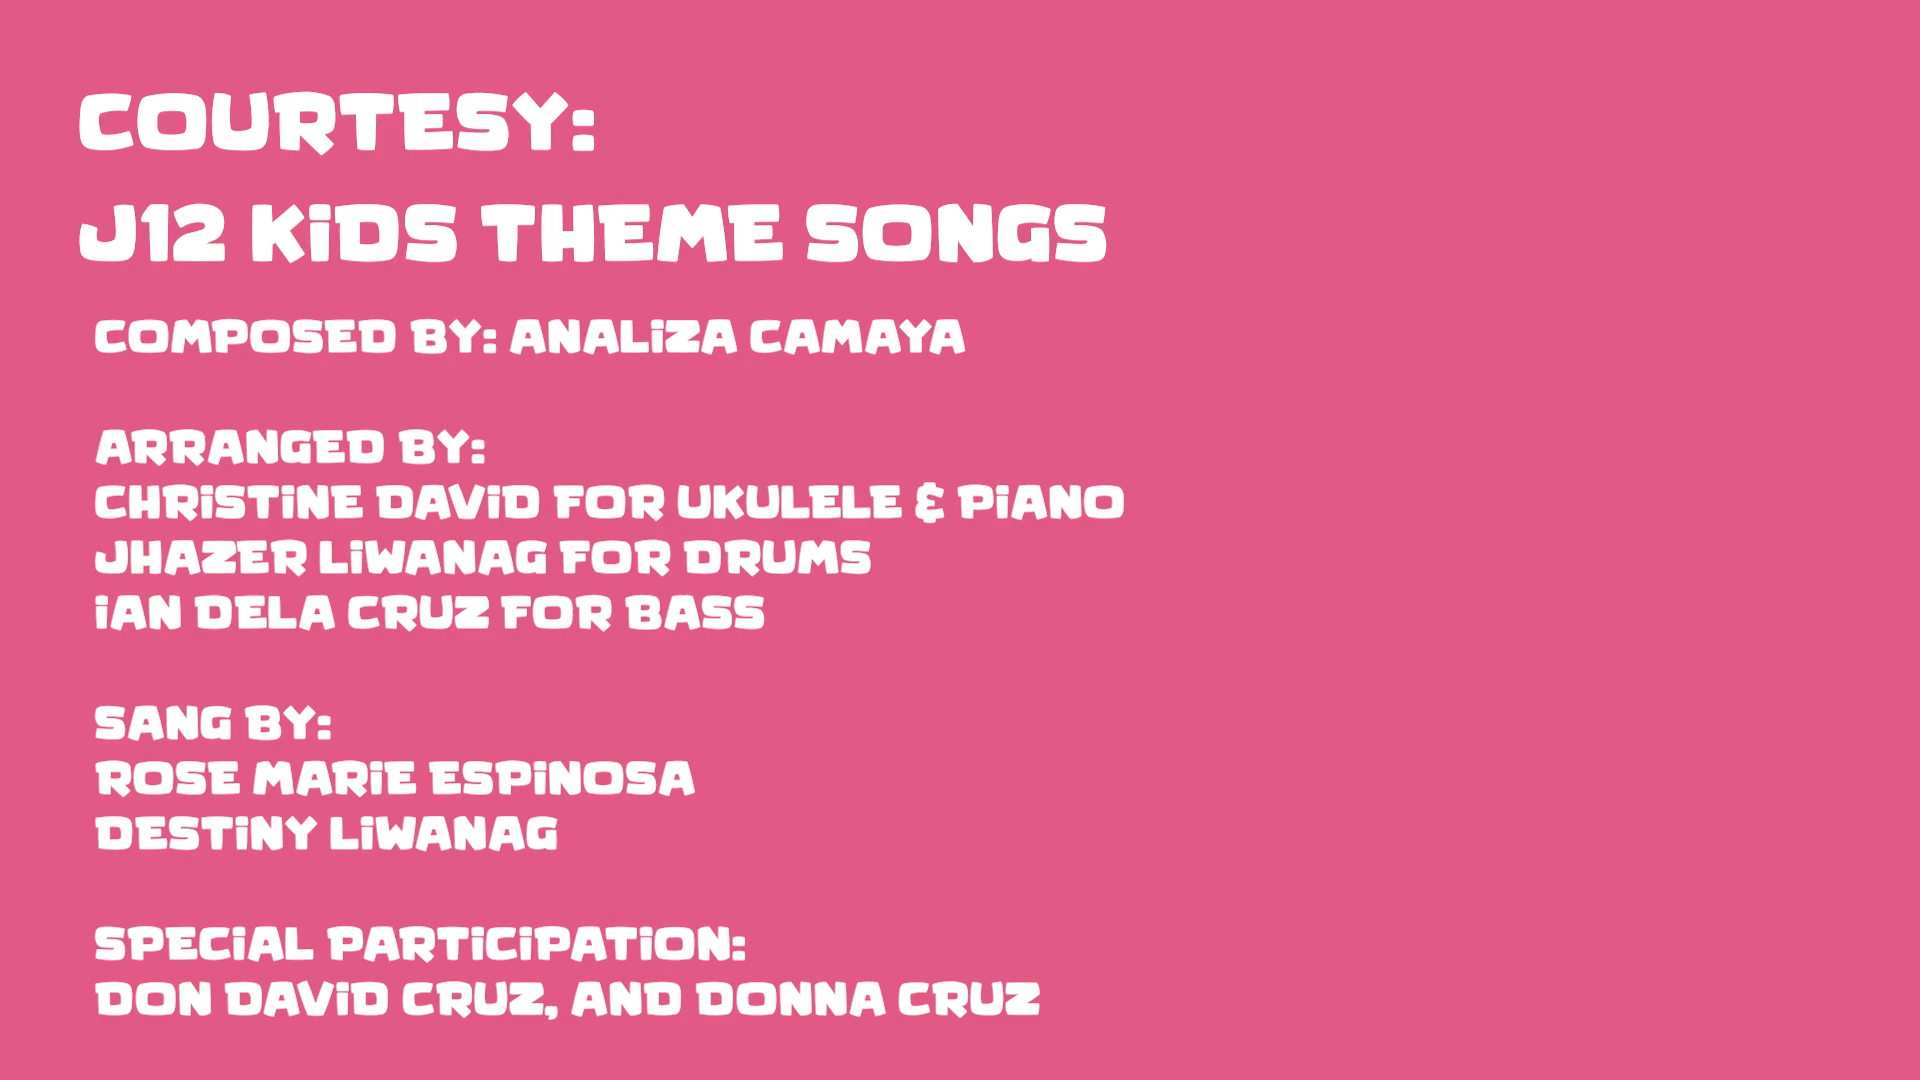 COURTESY:
J12 KiDS THEME SONGS
COMPOSED BY: ANALiZA CAMAYA
ARRANGED BY:
CHRiSTiNE DAViD FOR UKULELE & PiANO
JHAZER LiWANAG FOR DRUMS
iAN DELA CRUZ FOR BASS
SANG BY:
ROSE MARiE ESPiNOSA
DESTiNY LiWANAG
SPECiAL PARTiCiPATiON:
DON DAViD CRUZ, AND DONNA CRUZ